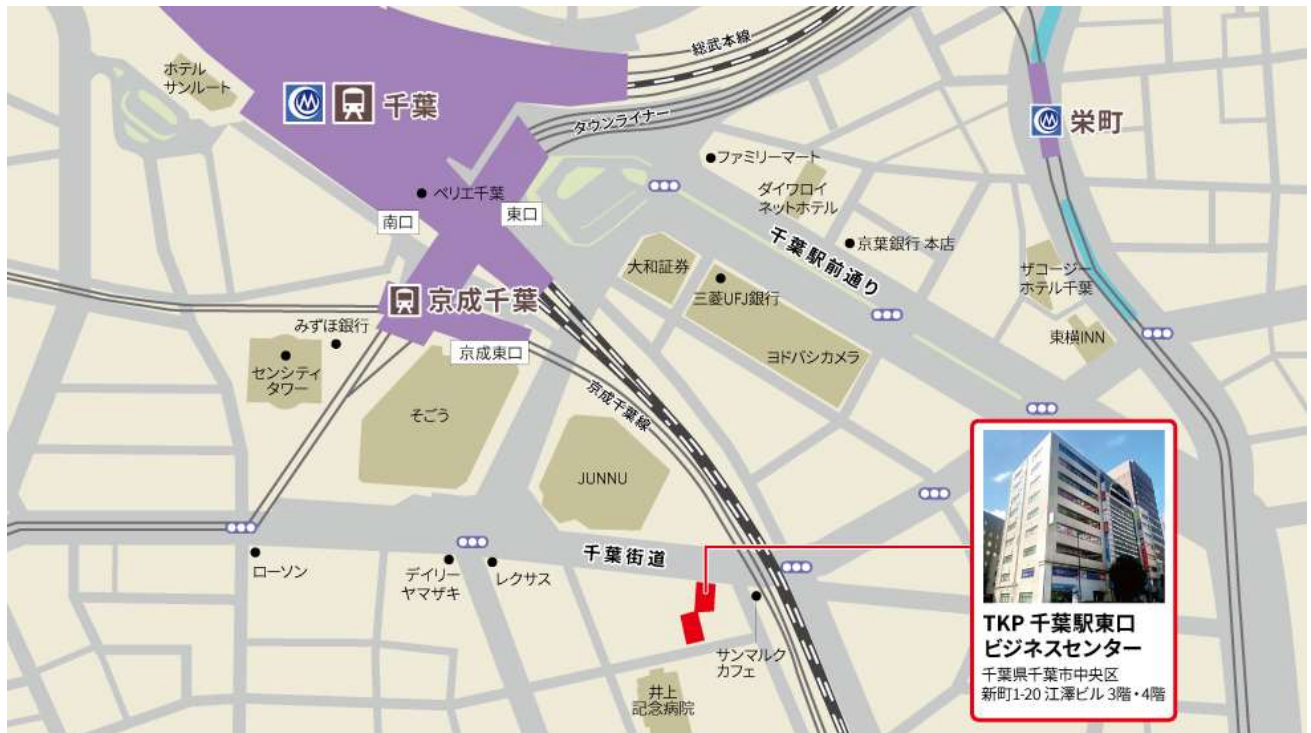 総武本線
ホテル
サンルート
千葉
栄町
タウンライナー
ファミリーマート
ペリエ千葉
ダイワロイ
ネットホテル
南口
東口
千葉駅前通り
京葉銀行 本店
大和証券
ザコージー
ホテル千葉
三菱UFJ銀行
京成千葉
みずほ銀行
東横INN
京成東口
ヨドバシカメラ
センシティ
タワー
京成千葉線
そごう
JUNNU
千葉街道
ローソン
デイリー
ヤマザキ
レクサス
TKP 千葉駅東口
ビジネスセンター
千葉県千葉市中央区
新町1-20 江澤ビル 3階・4階
サンマルク
カフェ
井上
記念病院